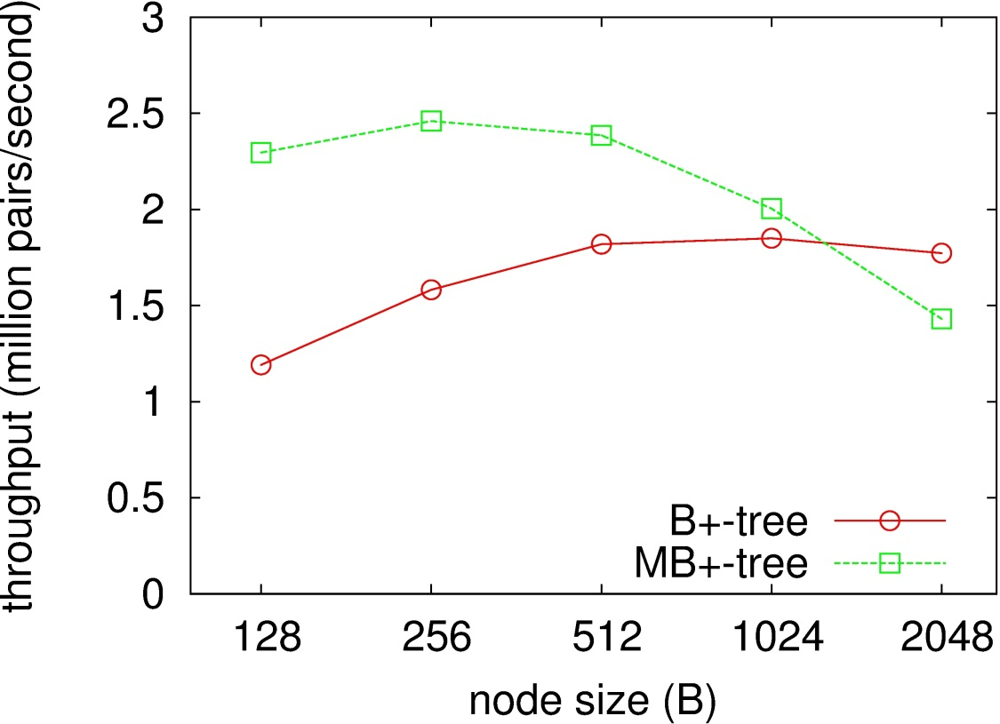 throughput (million pairs/second)
3
2.5
2
1.5
1
0.5
0
B+-tree
MB+-tree
128 256 512 1024 2048
node size (B)